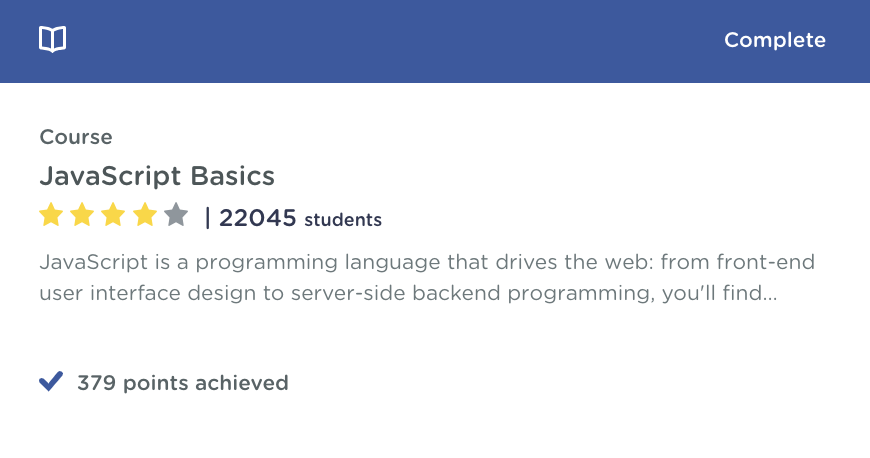 Complete
Course
JavaScript Basics
| 22045 students
JavaScript is a programming language that drives the web: from front-end
user interface design to server-side backend programming, you'll find...
379 points achieved